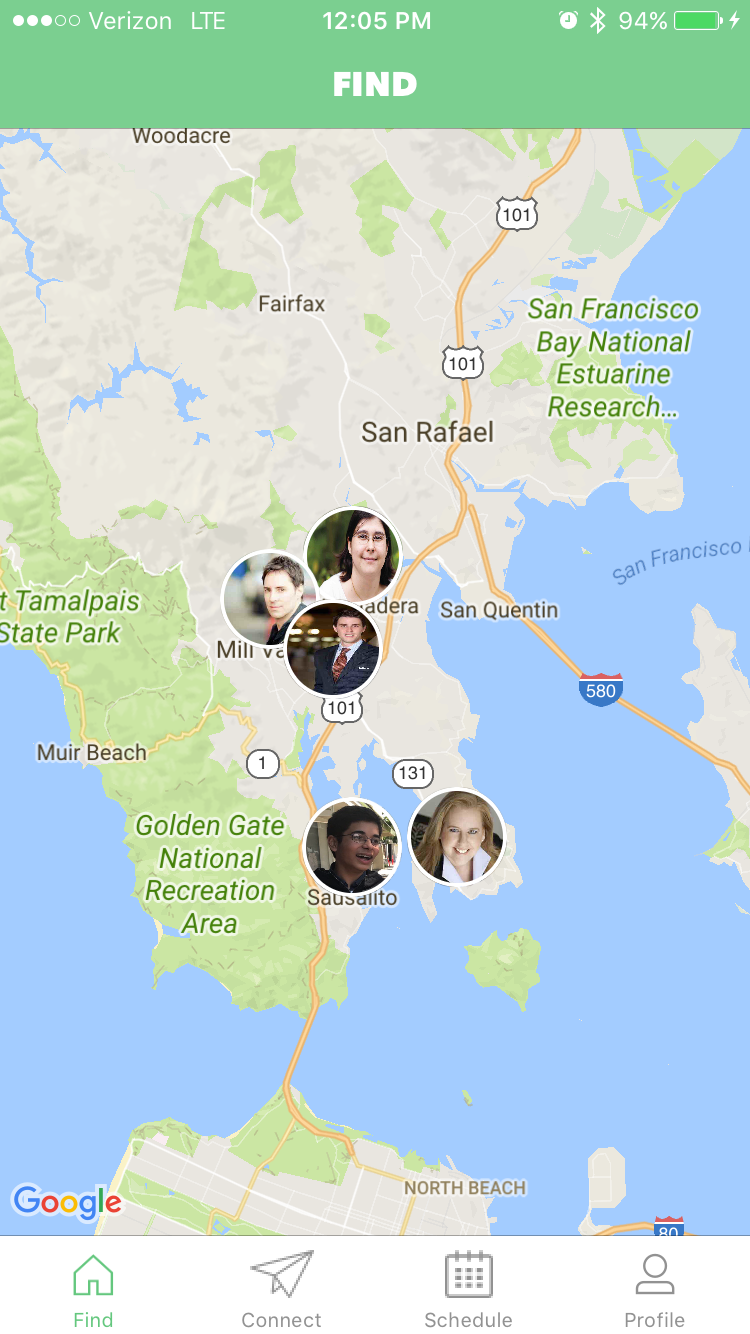 Verizon LTE 12:05 PM 94%
FIND
Woodacre
101
Fairfax
San Francisco
Bay National
Estuarine
Research...
101
San Rafael
San Francisco
t Tamalpais
State Park
adera
San Quentin
Mill Va
580
101
Muir Beach
1
131
Golden Gate
National
Recreation
Area
Sausalito
NORTH BEACH
Google
80
Find Connect Schedule Profile